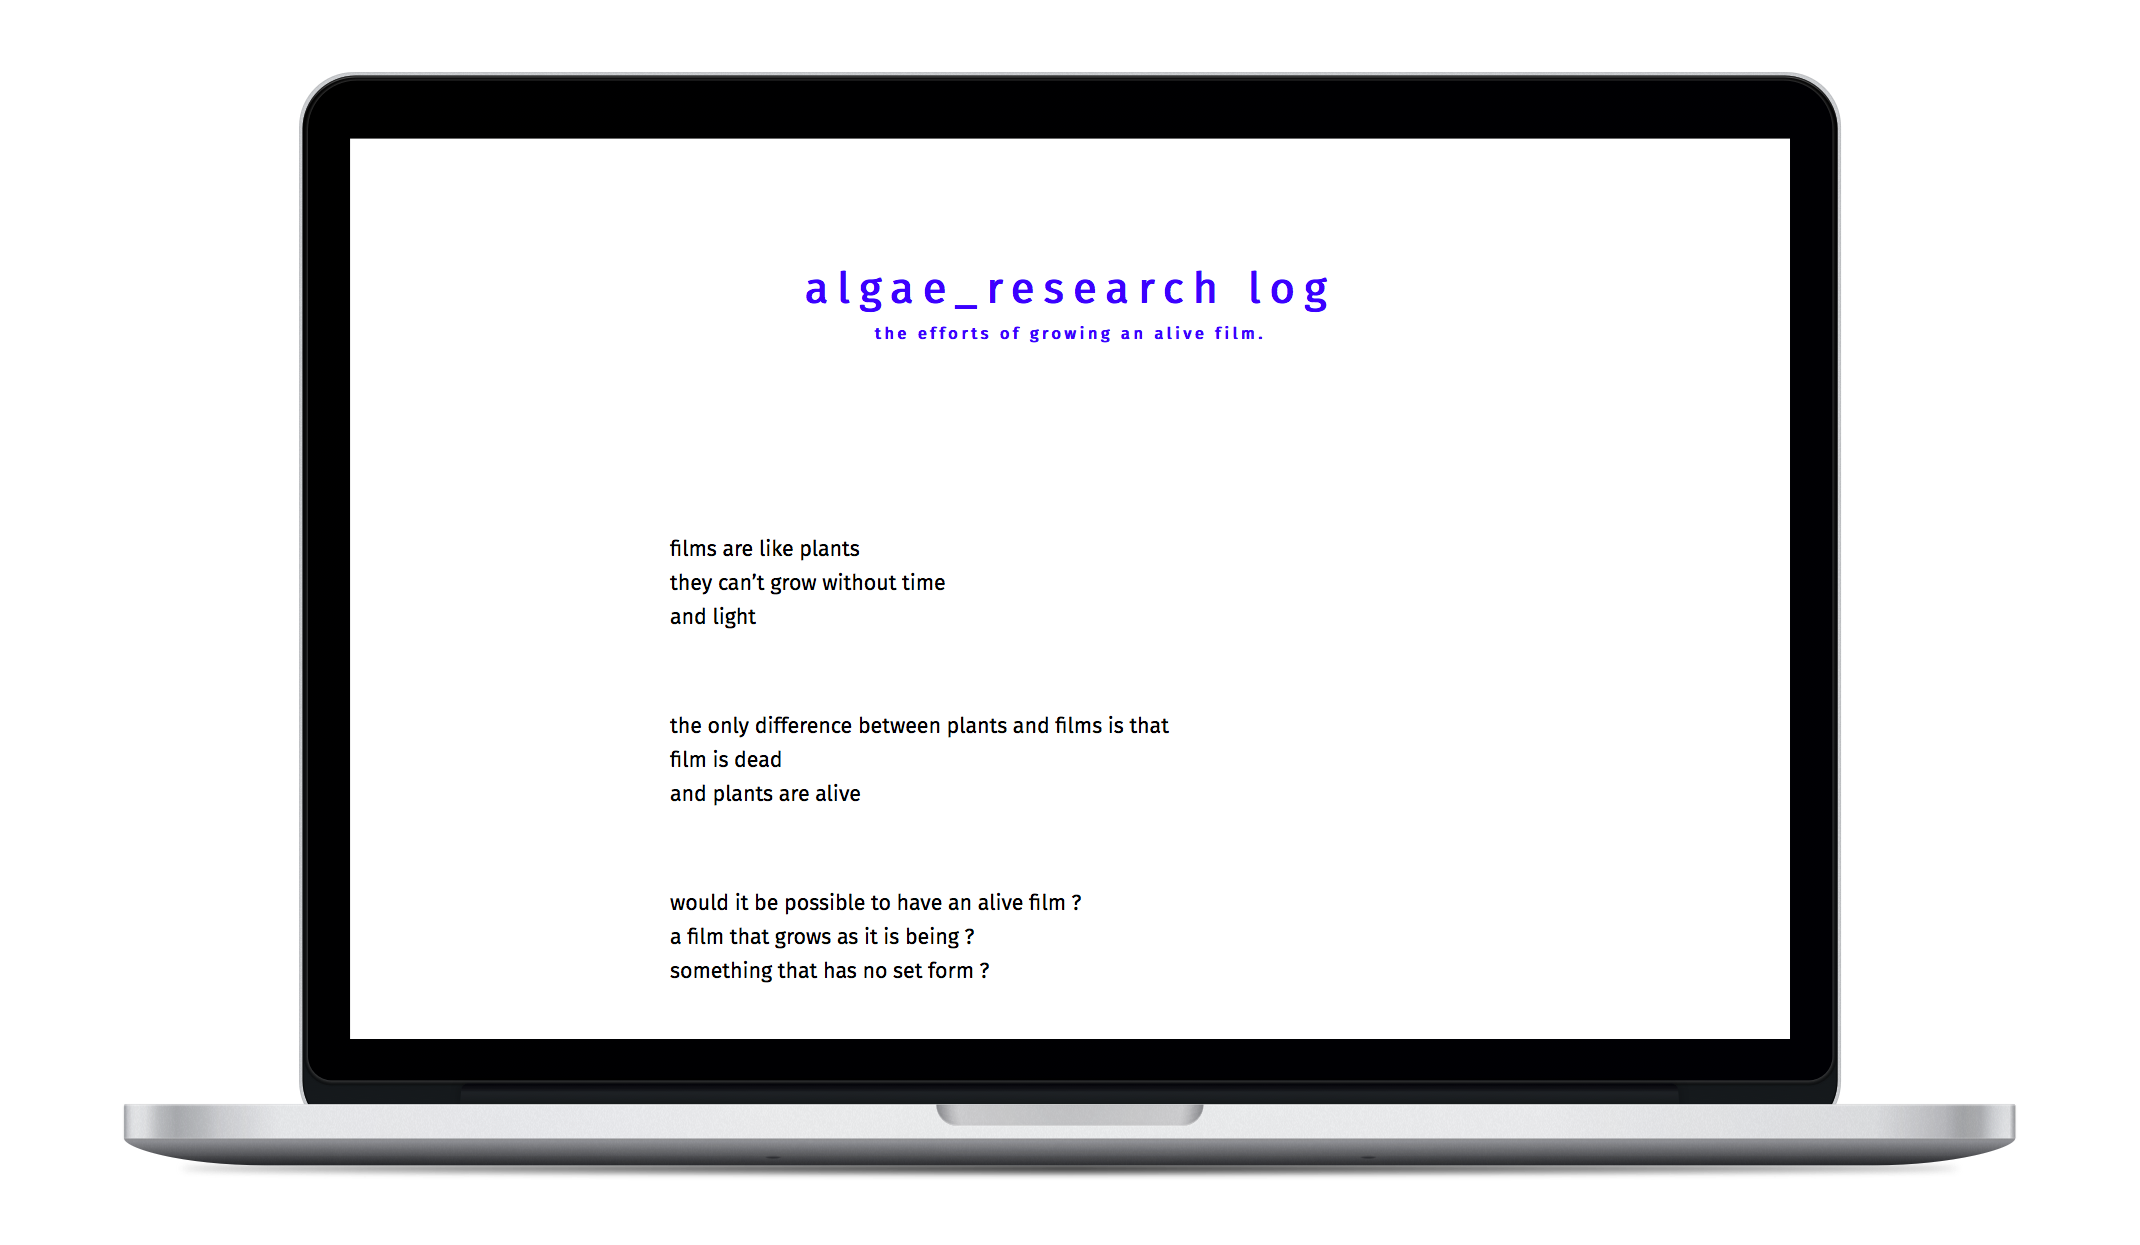 algae_research log
the efforts of growing an alive film.
films are like plants
they can’t grow without time
and light
the only difference between plants and films is that
film is dead
and plants are alive
would it be possible to have an alive film ?
a film that grows as it is being ?
something that has no set form ?